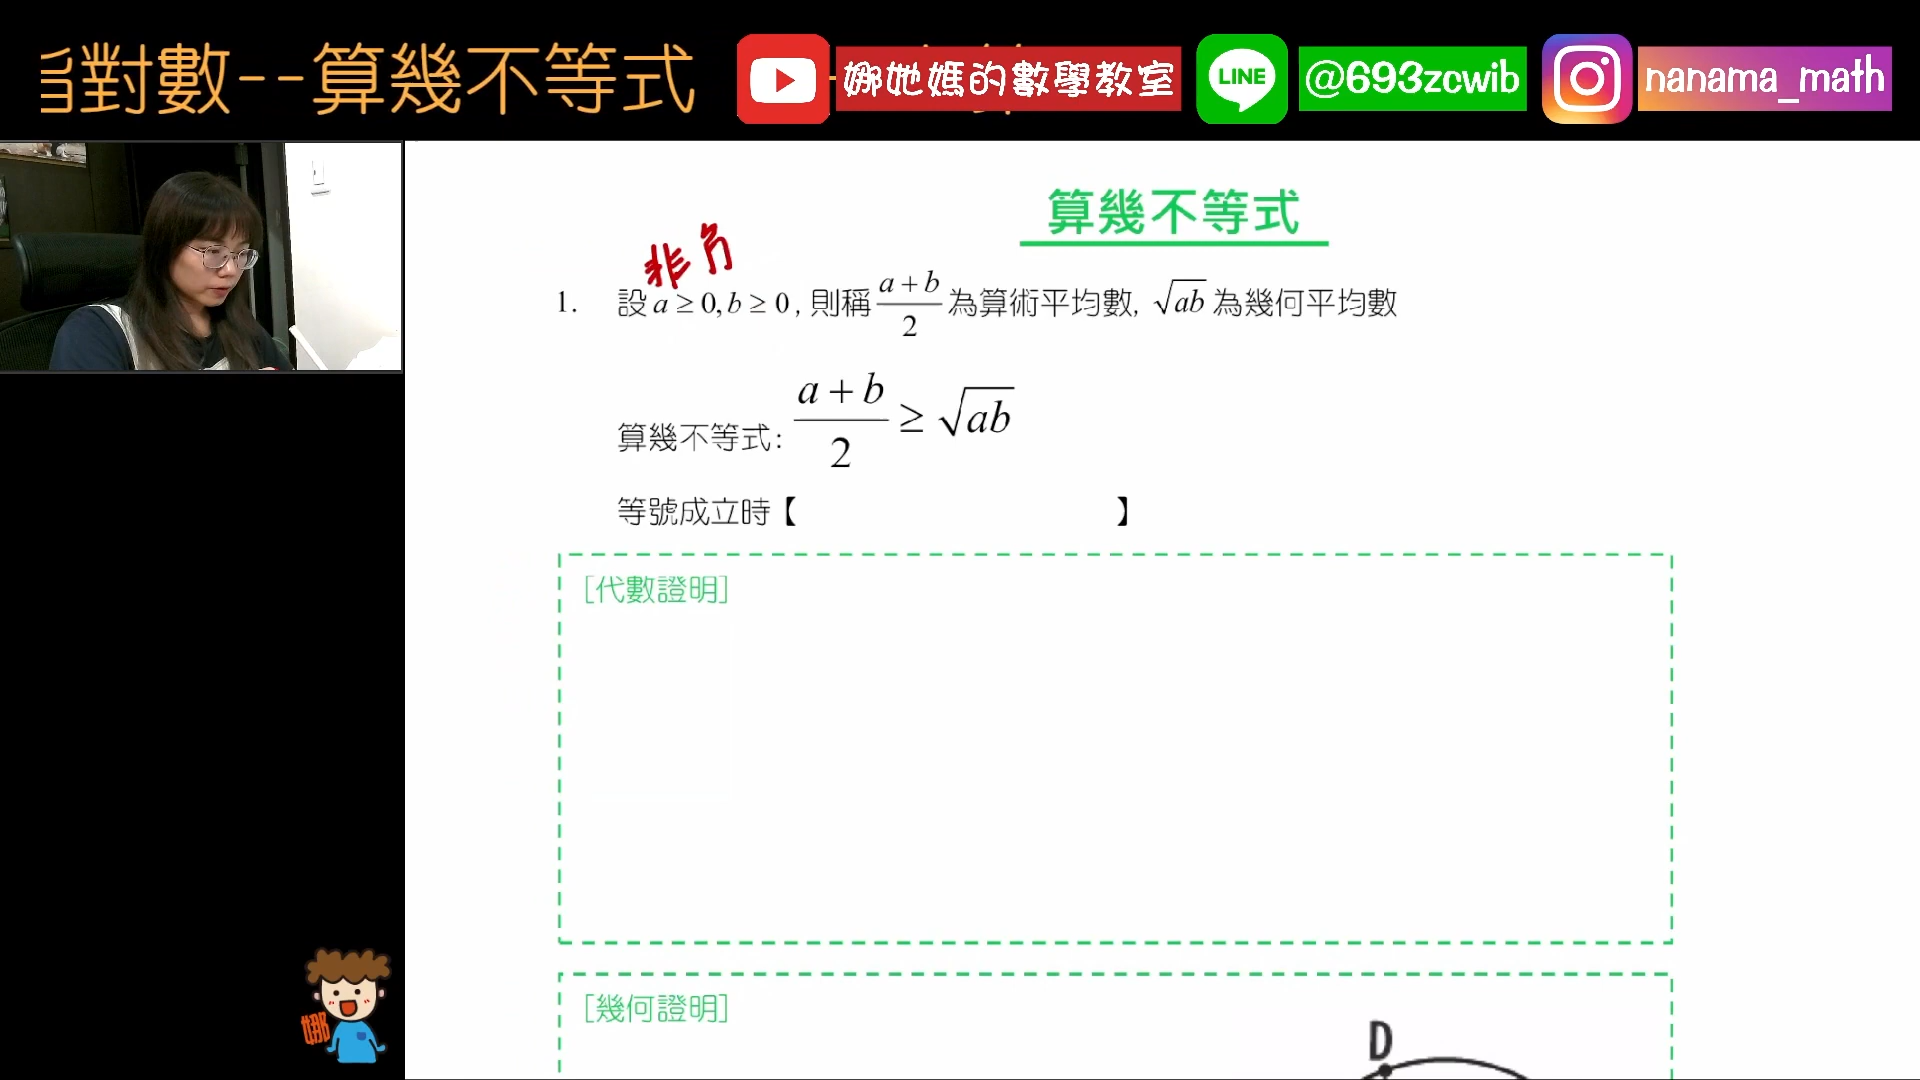 對數--算幾不等式
娜她媽的數學教室
LINE
@693zcwib
nanama_math
算幾不等式
非負
1. 設 a ≥ 0, b ≥ 0, 則稱 (a + b)/2 為算術平均數, √ab 為幾何平均數
算幾不等式: (a + b)/2 ≥ √ab
等號成立時【 】
[代數證明]
[幾何證明]
D
娜